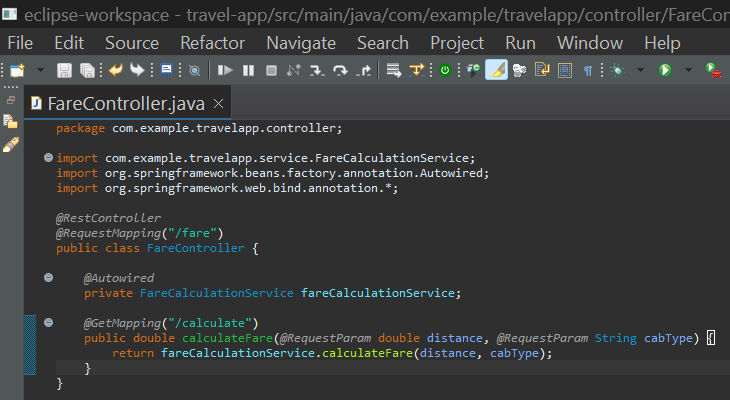 eclipse-workspace - travel-app/src/main/java/com/example/travelapp/controller/FareCon
File Edit Source Refactor Navigate Search Project Run Window Help
FareController.java
package com.example.travelapp.controller;
import com.example.travelapp.service.FareCalculationService;
import org.springframework.beans.factory.annotation.Autowired;
import org.springframework.web.bind.annotation.*;
@RestController
@RequestMapping("/fare")
public class FareController {
@Autowired
private FareCalculationService fareCalculationService;
@GetMapping("/calculate")
public double calculateFare(@RequestParam double distance, @RequestParam String cabType) {
return fareCalculationService.calculateFare(distance, cabType);
}
}